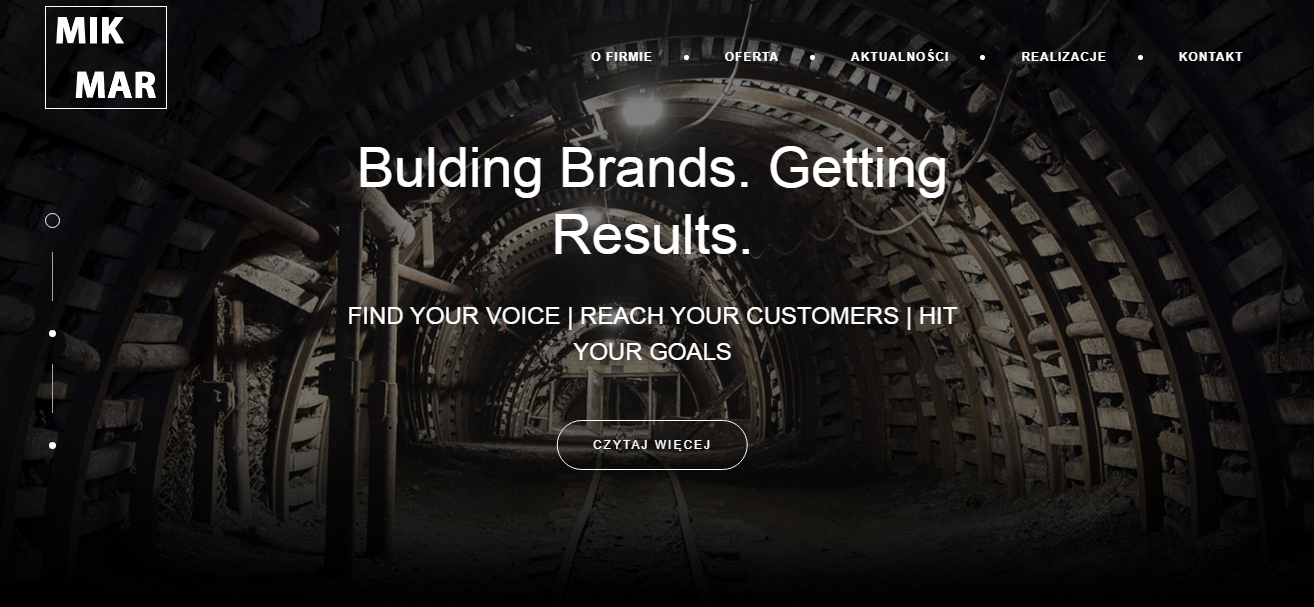 MIK
MAR
O FIRMIE
OFERTA
AKTUALNOŚCI
REALIZACJE
KONTAKT
Bulding Brands. Getting
Results.
FIND YOUR VOICE | REACH YOUR CUSTOMERS | HIT
YOUR GOALS
CZYTAJ WIĘCEJ